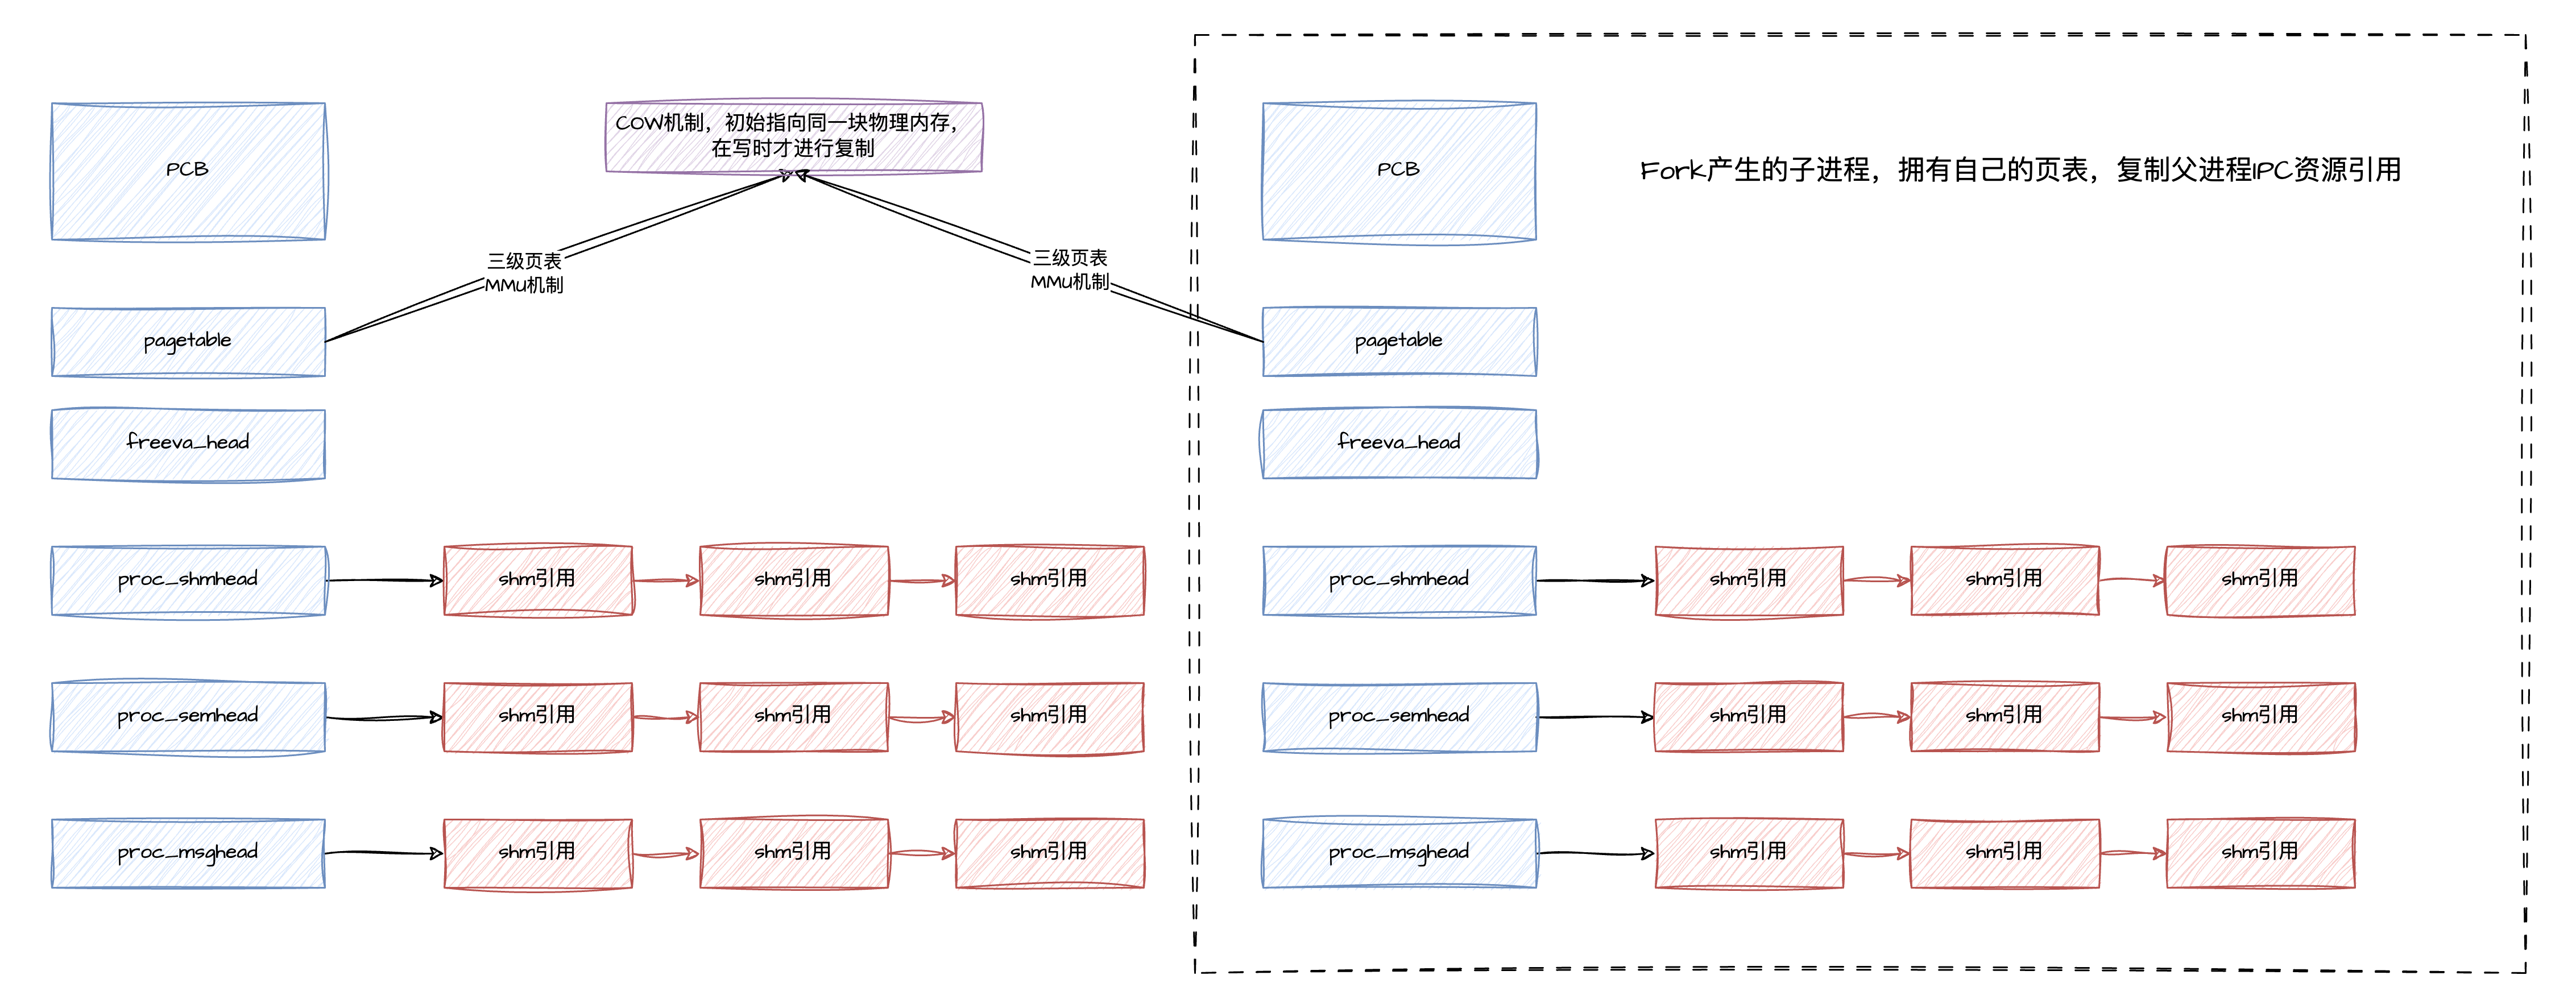 PCB
COW机制，初始指向同一块物理内存，
在写时才进行复制
PCB
Fork产生的子进程，拥有自己的页表，复制父进程IPC资源引用
三级页表
MMU机制
三级页表
MMU机制
pagetable
pagetable
freeva_head
freeva_head
proc_shmhead
shm引用
shm引用
shm引用
proc_shmhead
shm引用
shm引用
shm引用
proc_semhead
shm引用
shm引用
shm引用
proc_semhead
shm引用
shm引用
shm引用
proc_msghead
shm引用
shm引用
shm引用
proc_msghead
shm引用
shm引用
shm引用